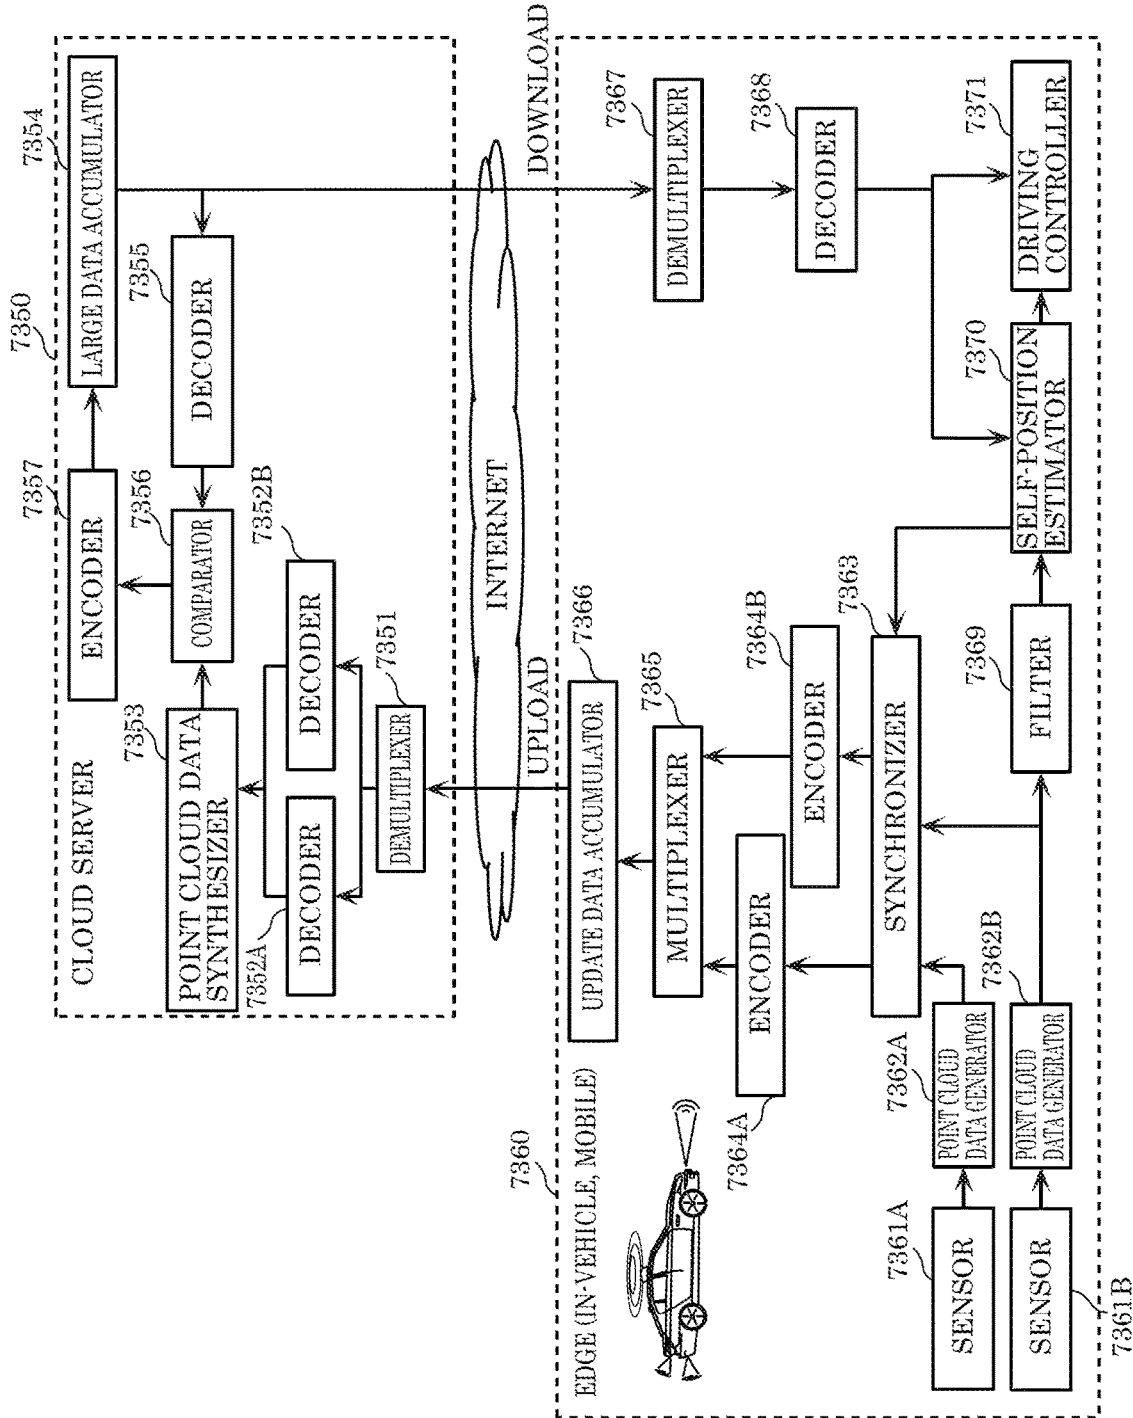 7350
CLOUD SERVER
7353
POINT CLOUD DATA
SYNTHESIZER
7352A
DECODER
DECODER
7352B
DEMULTIPLEXER
7351
COMPARATOR
7356
ENCODER
7357
DECODER
7355
LARGE DATA ACCUMULATOR
7354
UPLOAD
INTERNET
DOWNLOAD
7360
EDGE (IN-VEHICLE, MOBILE)
UPDATE DATA ACCUMULATOR
7366
MULTIPLEXER
7365
ENCODER
7364A
ENCODER
7364B
SYNCHRONIZER
7363
SENSOR
7361A
SENSOR
7361B
POINT CLOUD
DATA GENERATOR
7362A
POINT CLOUD
DATA GENERATOR
7362B
FILTER
7369
SELF-POSITION
ESTIMATOR
7370
DRIVING
CONTROLLER
7371
DEMULTIPLEXER
7367
DECODER
7368